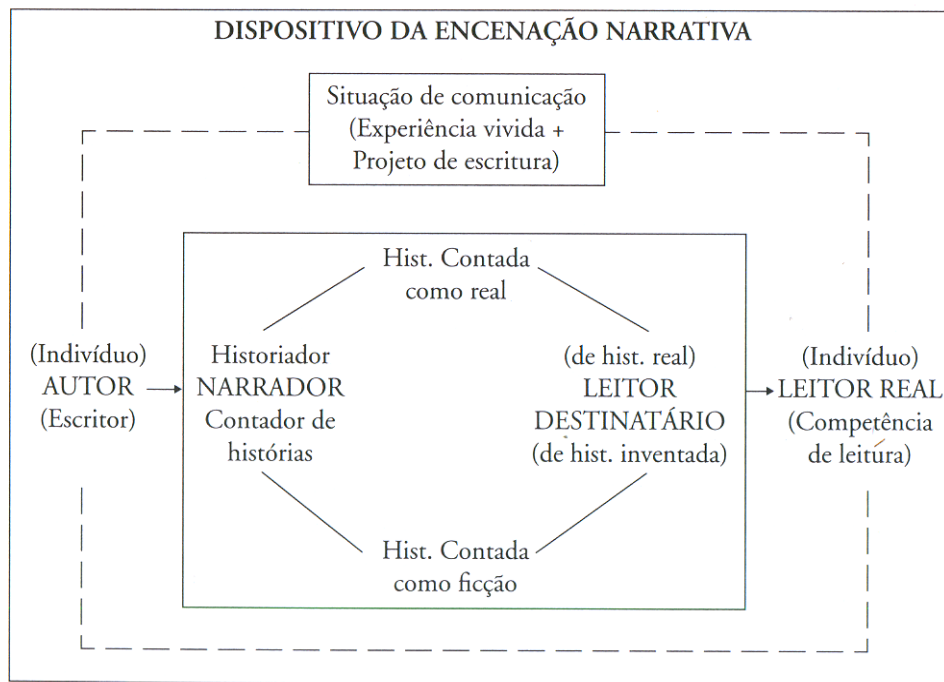 DISPOSITIVO DA ENCENAÇÃO NARRATIVA
Situação de comunicação
(Experiência vivida +
Projeto de escritura)
Hist. Contada
como real
(Indivíduo)
AUTOR
(Escritor)
Historiador
NARRADOR
Contador de
histórias
(de hist. real)
LEITOR
DESTINATÁRIO
(de hist. inventada)
(Indivíduo)
LEITOR REAL
(Competência
de leitura)
Hist. Contada
como ficção